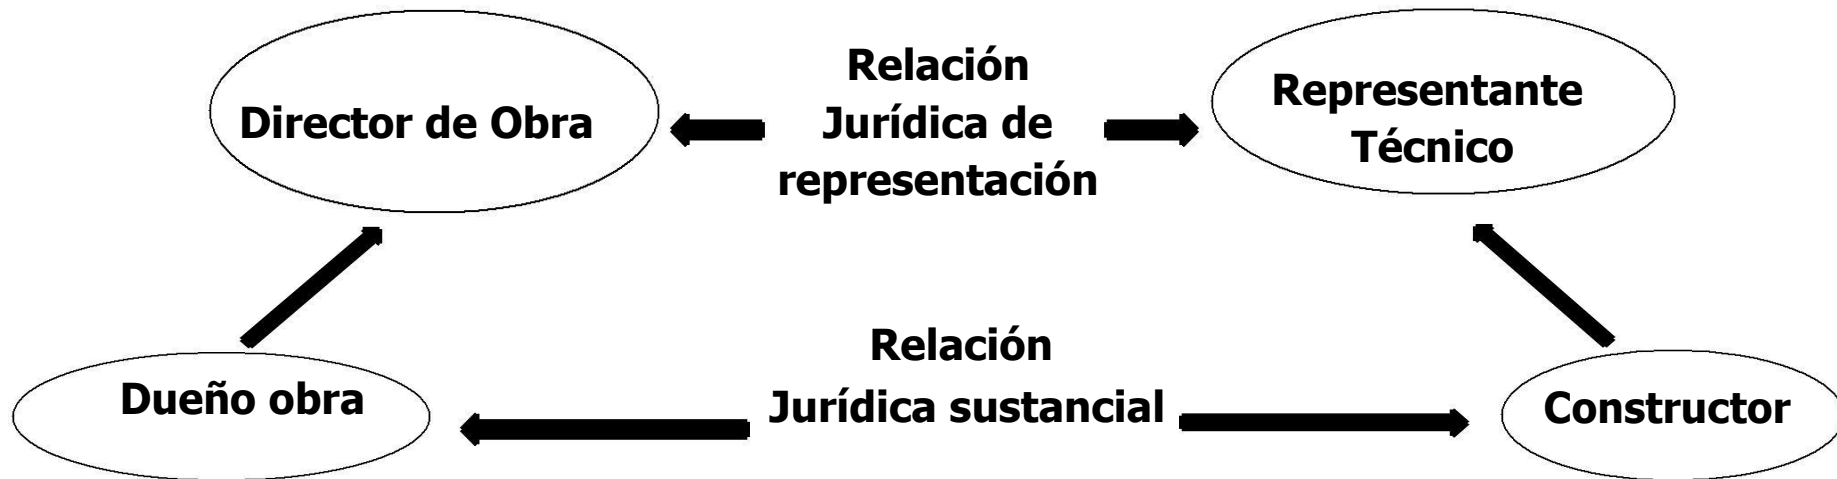 Director de Obra
Relación
Jurídica de
representación
Representante
Técnico
Dueño obra
Relación
Jurídica sustancial
Constructor